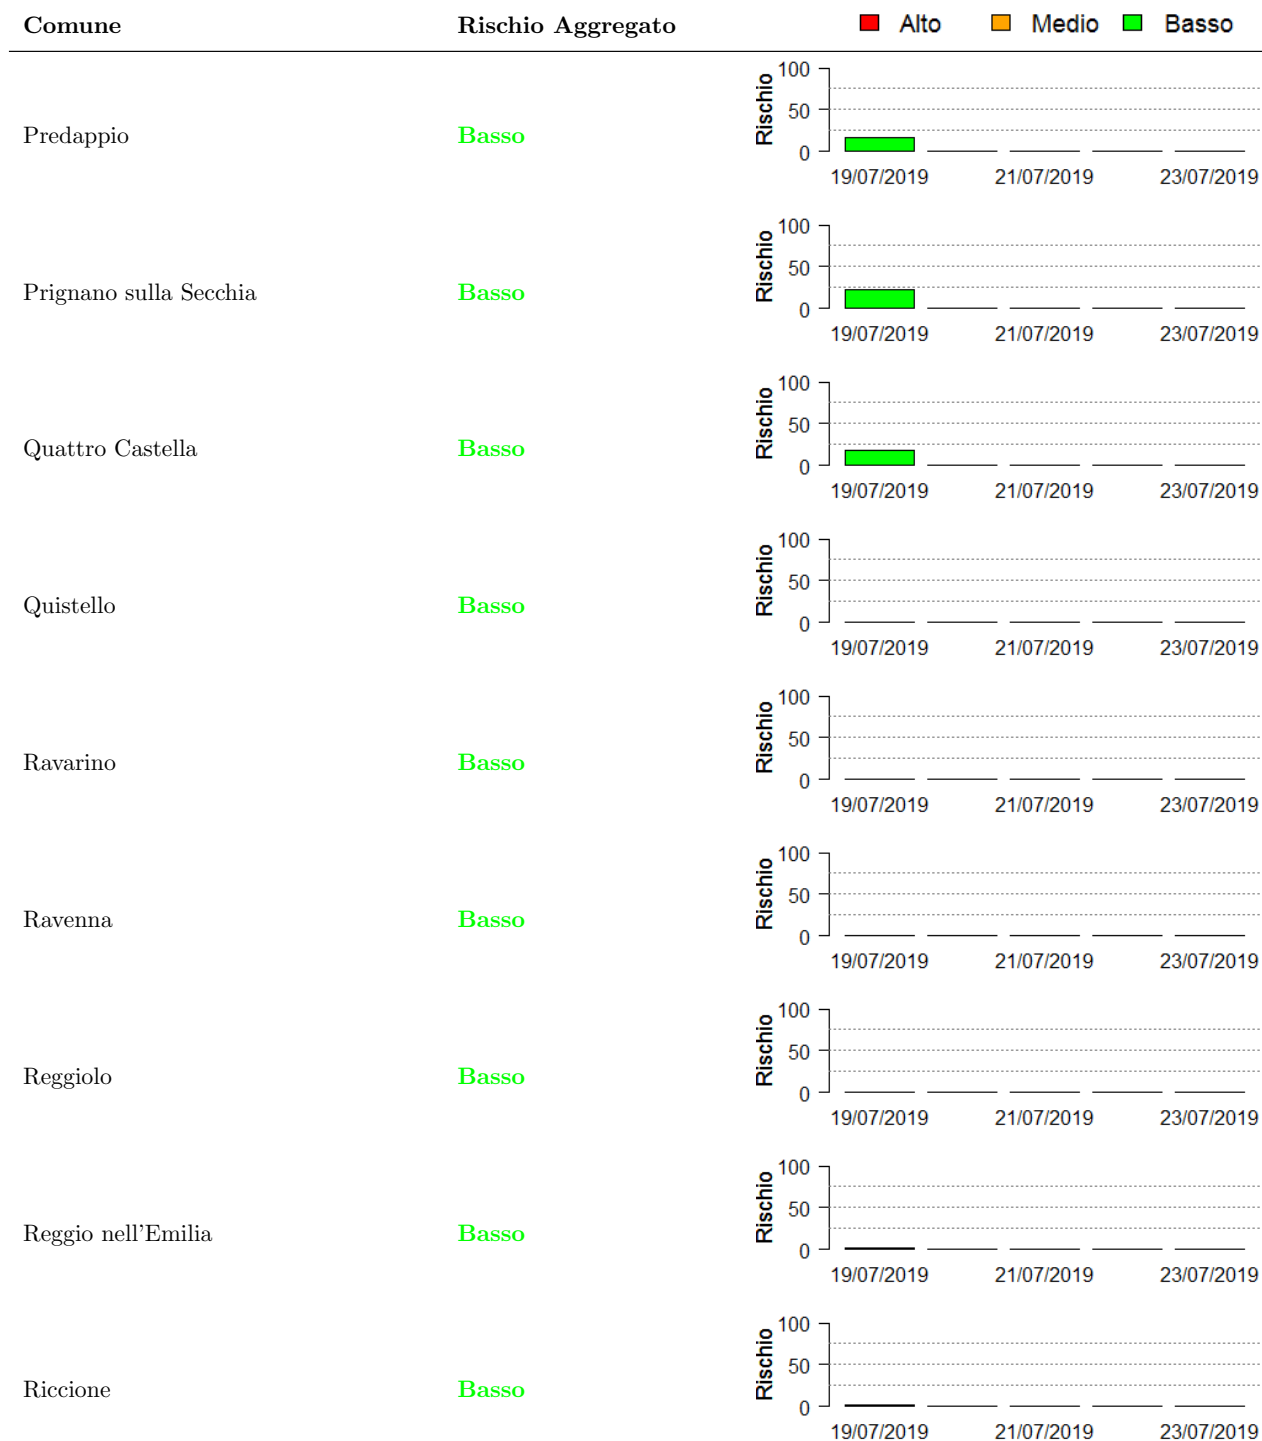 Comune Rischio Aggregato Alto Medio Basso
100
50
0
Rischio
Predappio Basso
19/07/2019 21/07/2019 23/07/2019
100
50
0
Rischio
Prignano sulla Secchia Basso
19/07/2019 21/07/2019 23/07/2019
100
50
0
Rischio
Quattro Castella Basso
19/07/2019 21/07/2019 23/07/2019
100
50
0
Rischio
Quistello Basso
19/07/2019 21/07/2019 23/07/2019
100
50
0
Rischio
Ravarino Basso
19/07/2019 21/07/2019 23/07/2019
100
50
0
Rischio
Ravenna Basso
19/07/2019 21/07/2019 23/07/2019
100
50
0
Rischio
Reggiolo Basso
19/07/2019 21/07/2019 23/07/2019
100
50
0
Rischio
Reggio nell'Emilia Basso
19/07/2019 21/07/2019 23/07/2019
100
50
0
Rischio
Riccione Basso
19/07/2019 21/07/2019 23/07/2019